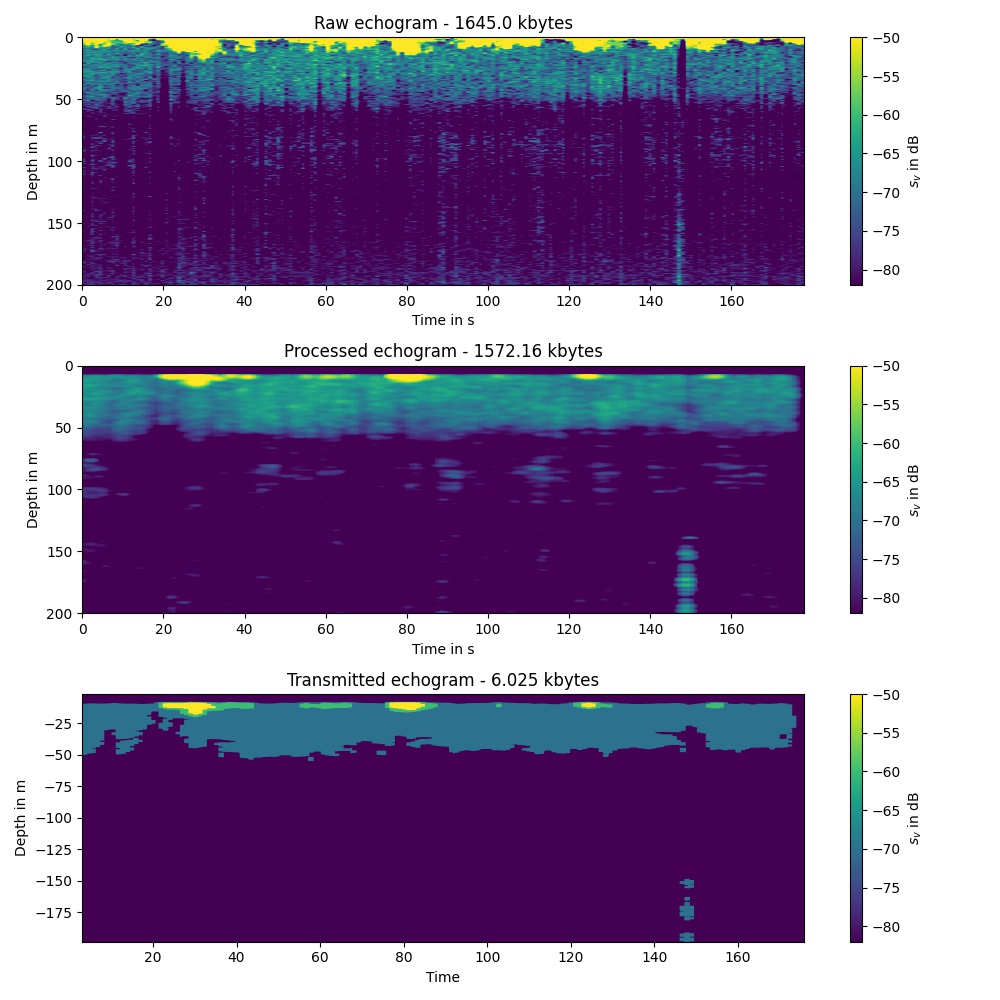 Raw echogram - 1645.0 kbytes
0
50
100
150
200
Depth in m
0 20 40 60 80 100 120 140 160
Time in s
−50
−55
−60
−65
−70
−75
−80
sv in dB
Processed echogram - 1572.16 kbytes
0
50
100
150
200
Depth in m
0 20 40 60 80 100 120 140 160
Time in s
−50
−55
−60
−65
−70
−75
−80
sv in dB
Transmitted echogram - 6.025 kbytes
−25
−50
−75
−100
−125
−150
−175
Depth in m
20 40 60 80 100 120 140 160
Time
−50
−55
−60
−65
−70
−75
−80
sv in dB